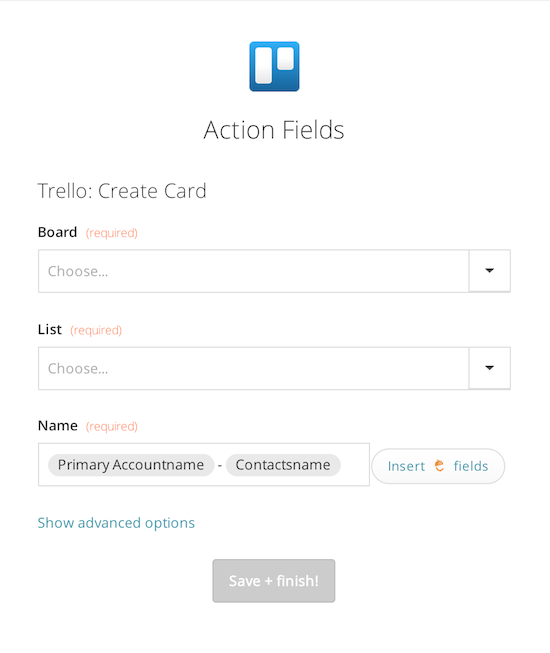 Action Fields
Trello: Create Card
Board (required)
Choose...
List (required)
Choose...
Name (required)
Primary Accountname - Contactsname Insert fields
Show advanced options
Save + finish!